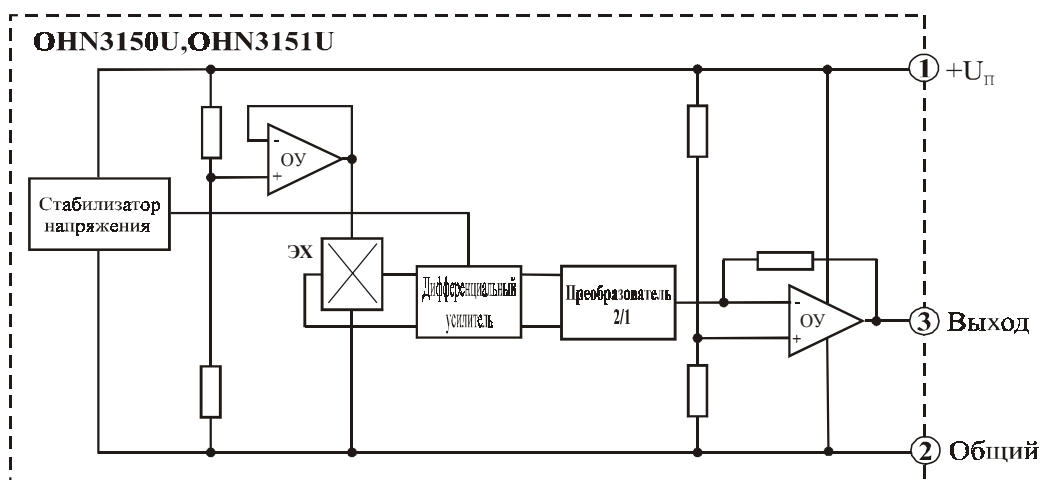 OHN3150U,OHN3151U
1 +UП
-
ОУ
+
Стабилизатор
напряжения
ЭХ
Дифференциальный
усилитель
Преобразователь
2/1
-
ОУ
+
3 Выход
2 Общий